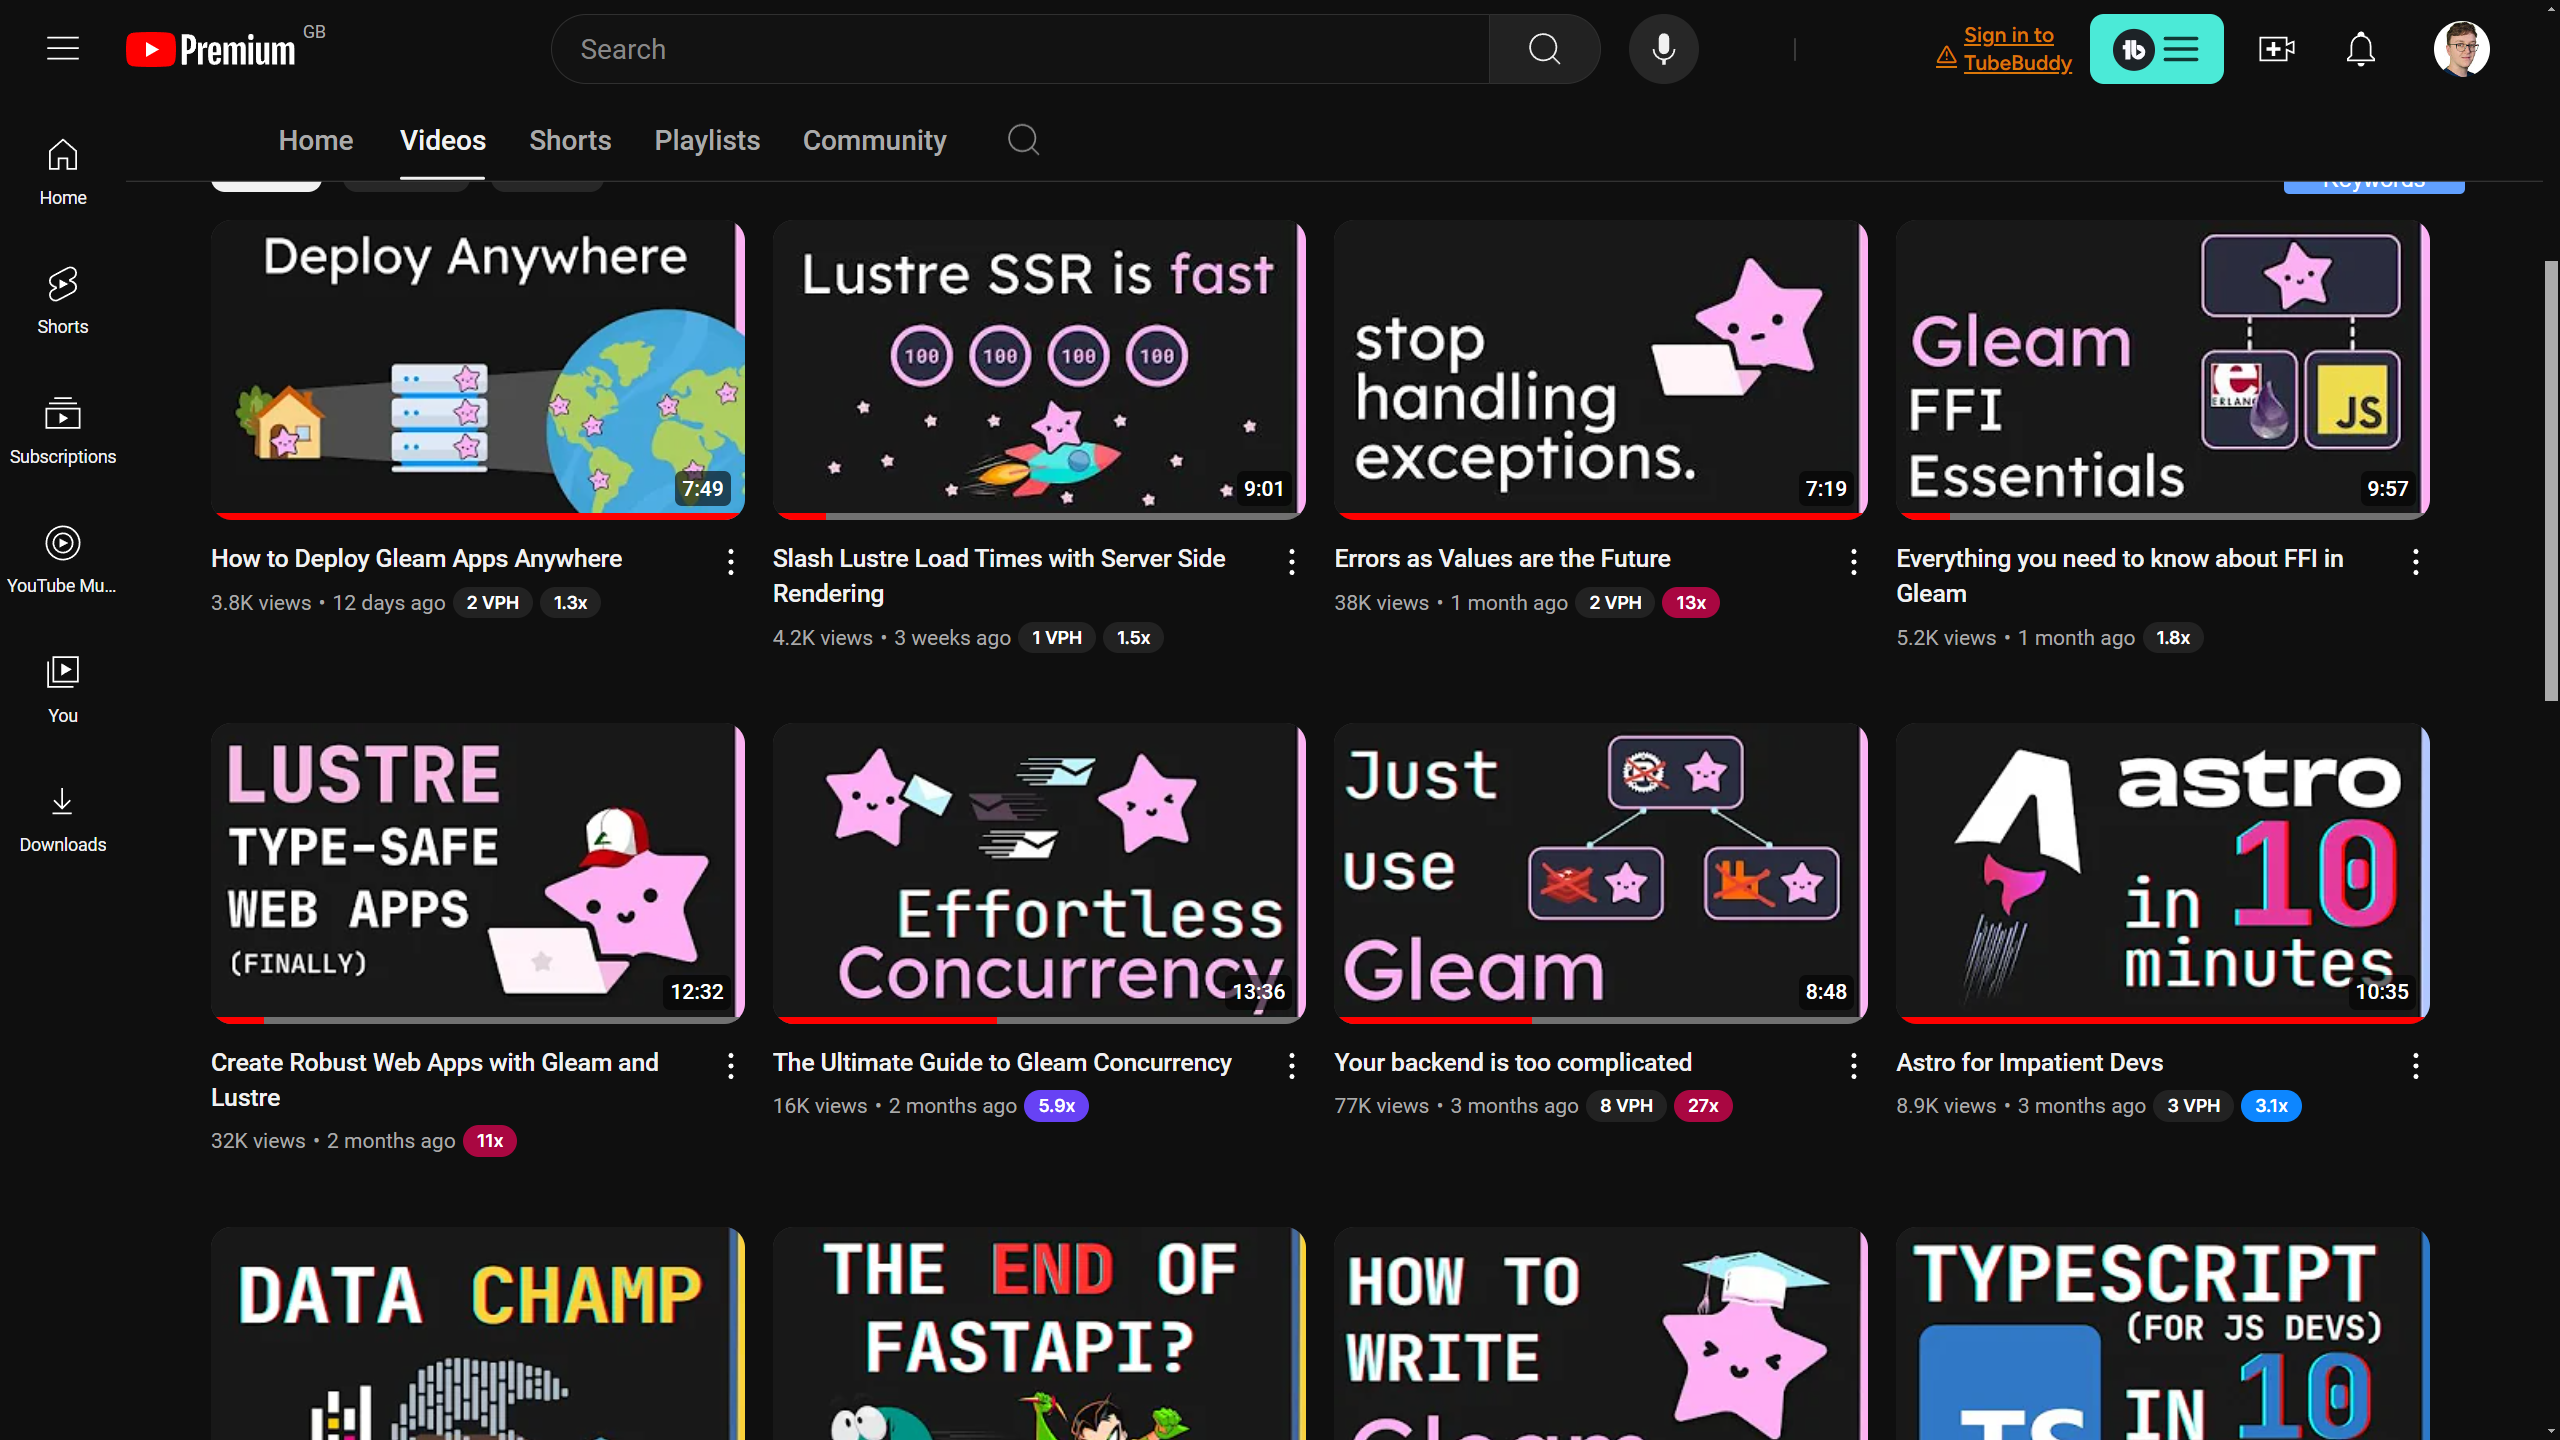 Premium GB
Search
Sign in to
TubeBuddy
Home
Videos
Shorts
Playlists
Community
Keywords
Home
Shorts
Subscriptions
YouTube Mu...
You
Downloads
Deploy Anywhere
7:49
How to Deploy Gleam Apps Anywhere
3.8K views • 12 days ago 2 VPH 1.3x
Lustre SSR is fast
100 100 100 100
9:01
Slash Lustre Load Times with Server Side
Rendering
4.2K views • 3 weeks ago 1 VPH 1.5x
stop
handling
exceptions.
7:19
Errors as Values are the Future
38K views • 1 month ago 2 VPH 13x
Gleam
FFI
Essentials
ERLANG
JS
9:57
Everything you need to know about FFI in
Gleam
5.2K views • 1 month ago 1.8x
LUSTRE
TYPE-SAFE
WEB APPS
(FINALLY)
12:32
Create Robust Web Apps with Gleam and
Lustre
32K views • 2 months ago 11x
Effortless
Concurrency
13:36
The Ultimate Guide to Gleam Concurrency
16K views • 2 months ago 5.9x
Just
use
Gleam
8:48
Your backend is too complicated
77K views • 3 months ago 8 VPH 27x
astro
in 10
minutes
10:35
Astro for Impatient Devs
8.9K views • 3 months ago 3 VPH 3.1x
DATA CHAMP
THE END OF
FASTAPI?
HOW TO
WRITE
Gleam
TYPESCRIPT
(FOR JS DEVS)
IN 10
TS